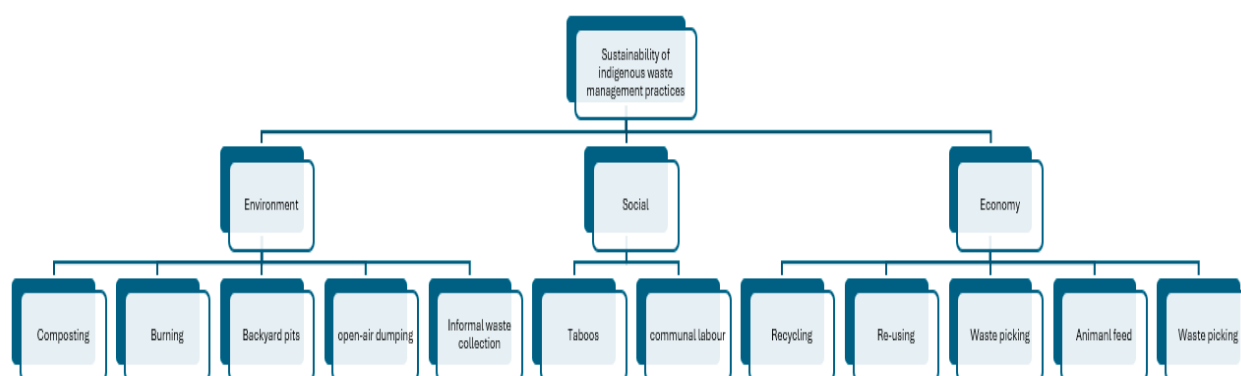 Sustainability of
indigenous waste
management practices
Environment
Social
Economy
Composting
Burning
Backyard pits
open-air dumping
Informal waste
collection
Taboos
communal labour
Recycling
Re-using
Waste picking
Animanl feed
Waste picking